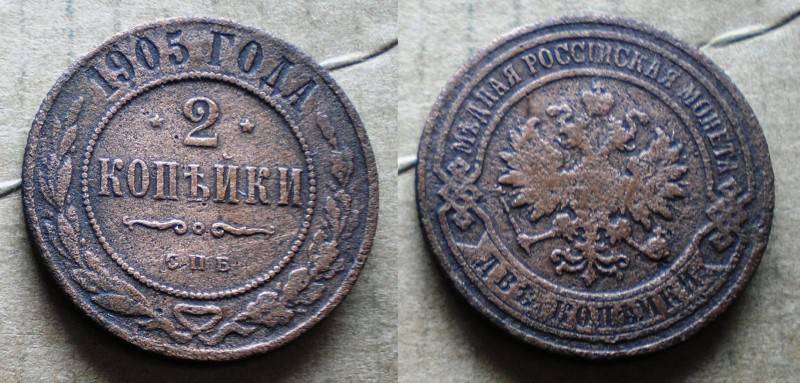 1905 ГОДА
2
КОПѢЙКИ
С.П.Б.
МѢДНАЯ РОССІЙСКАЯ МОНЕТА
ДВѢ КОПѢЙКИ